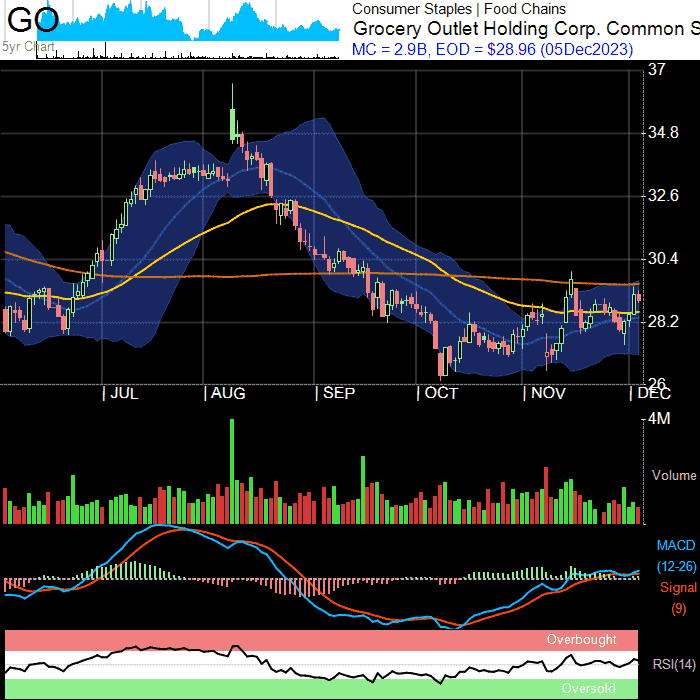 GO
5yr Chart
Consumer Staples | Food Chains
Grocery Outlet Holding Corp. Common S
MC = 2.9B, EOD = $28.96 (05Dec2023)
37
34.8
32.6
30.4
28.2
26
JUL
AUG
SEP
OCT
NOV
DEC
4M
Volume
MACD
(12-26)
Signal
(9)
Overbought
RSI(14)
Oversold